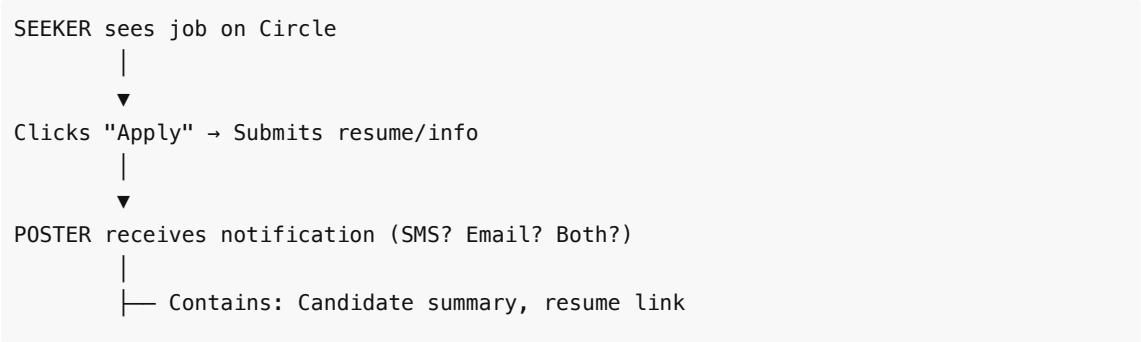 SEEKER sees job on Circle
│
▼
Clicks "Apply" → Submits resume/info
│
▼
POSTER receives notification (SMS? Email? Both?)
│
├── Contains: Candidate summary, resume link